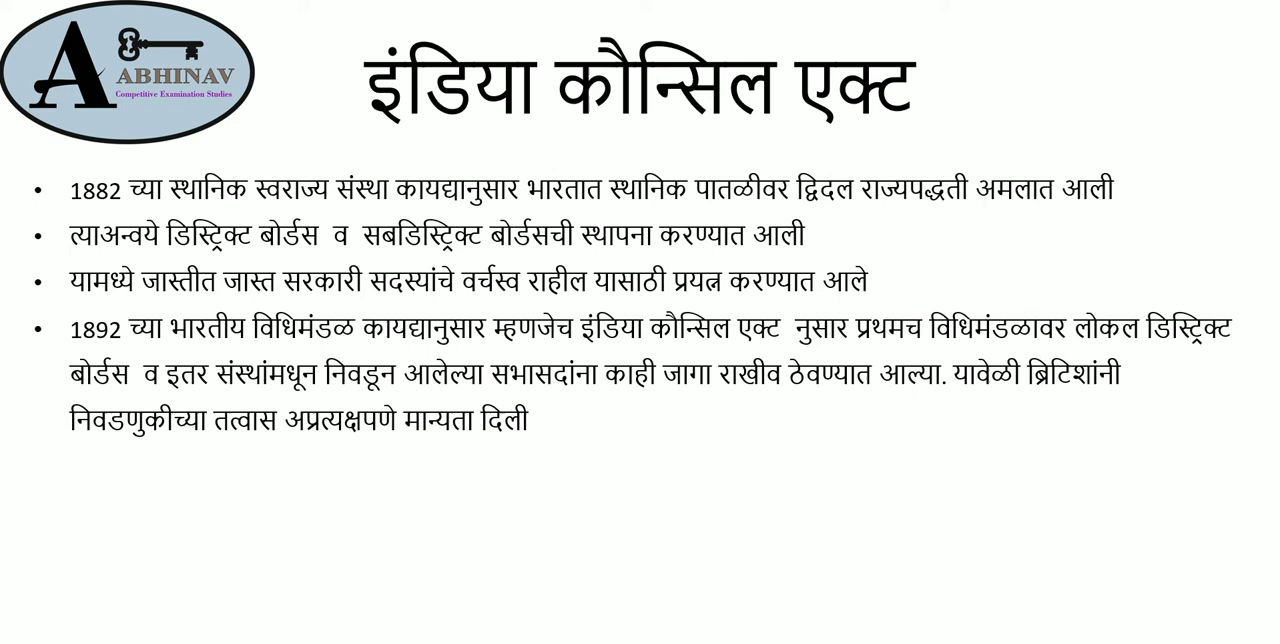 A
ABHINAV
Competitive Examination Studies
इंडिया कौन्सिल एक्ट
• 1882 च्या स्थानिक स्वराज्य संस्था कायद्यानुसार भारतात स्थानिक पातळीवर द्विदल राज्यपद्धती अमलात आली
• त्याअन्वये डिस्ट्रिक्ट बोर्डस व सबडिस्ट्रिक्ट बोर्डसची स्थापना करण्यात आली
• यामध्ये जास्तीत जास्त सरकारी सदस्यांचे वर्चस्व राहील यासाठी प्रयत्न करण्यात आले
• 1892 च्या भारतीय विधिमंडळ कायद्यानुसार म्हणजेच इंडिया कौन्सिल एक्ट नुसार प्रथमच विधिमंडळावर लोकल डिस्ट्रिक्ट
बोर्डस व इतर संस्थांमधून निवडून आलेल्या सभासदांना काही जागा राखीव ठेवण्यात आल्या. यावेळी ब्रिटिशांनी
निवडणुकीच्या तत्वास अप्रत्यक्षपणे मान्यता दिली